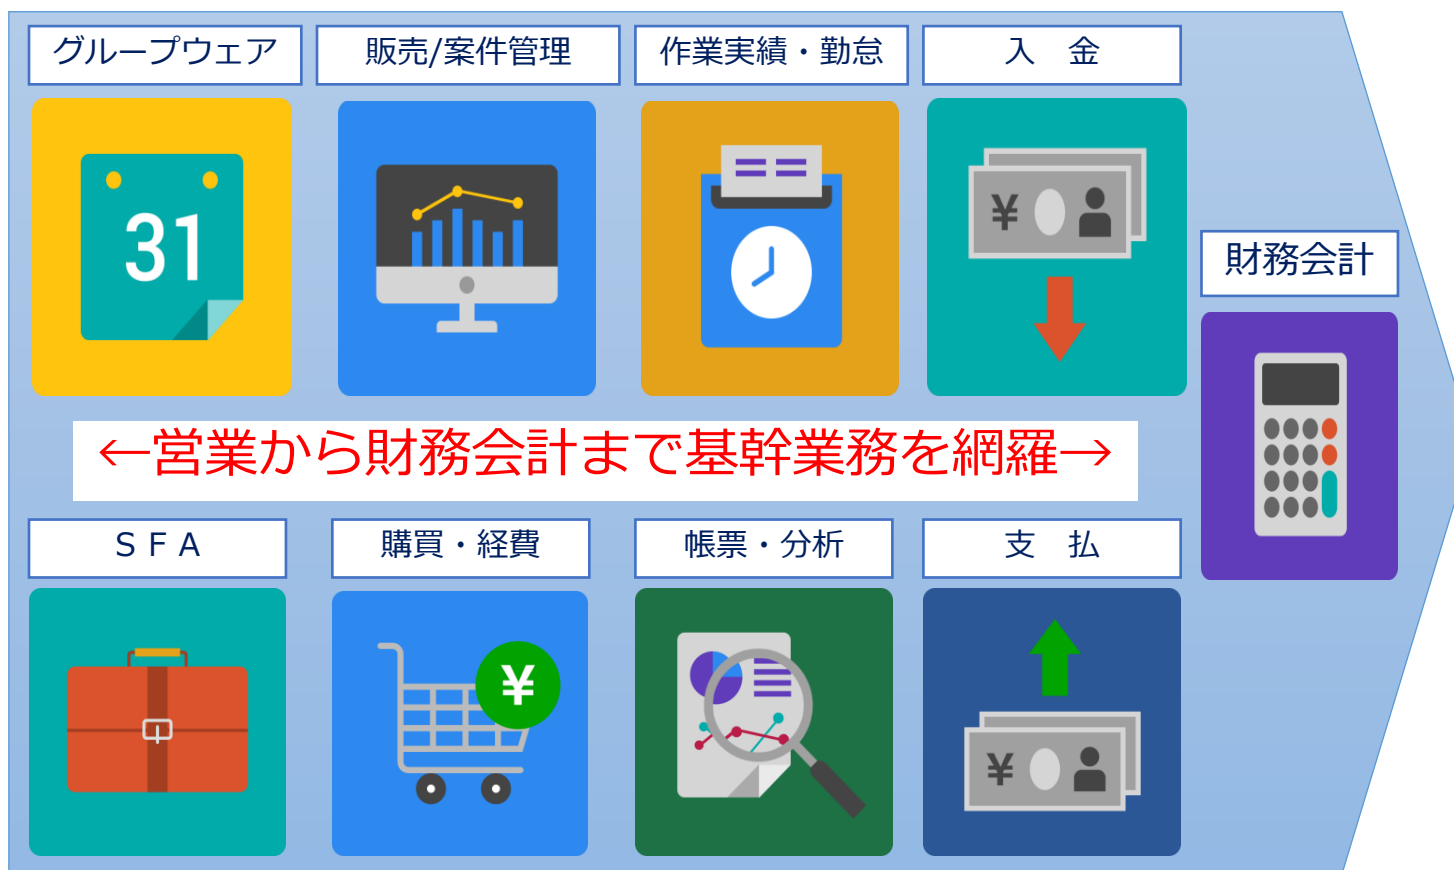 グループウェア
販売/案件管理
作業実績・勤怠
入　金
31
¥
財務会計
←営業から財務会計まで基幹業務を網羅→
ＳＦＡ
購買・経費
帳票・分析
支　払
¥
¥